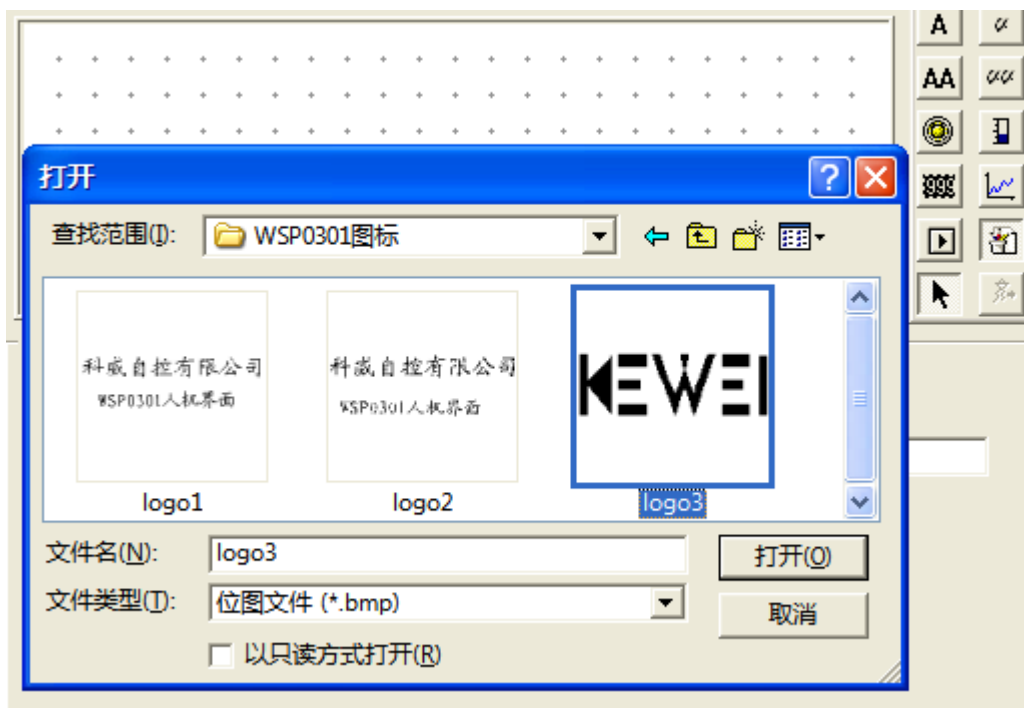 A
α
AA
αα
打开
查找范围(I):
WSP0301图标
科威自控有限公司
WSP0301人机界面
科威自控有限公司
WSP0301人机界面
KEWEI
logo1
logo2
logo3
文件名(N):
logo3
打开(O)
文件类型(T):
位图文件 (*.bmp)
取消
以只读方式打开(R)